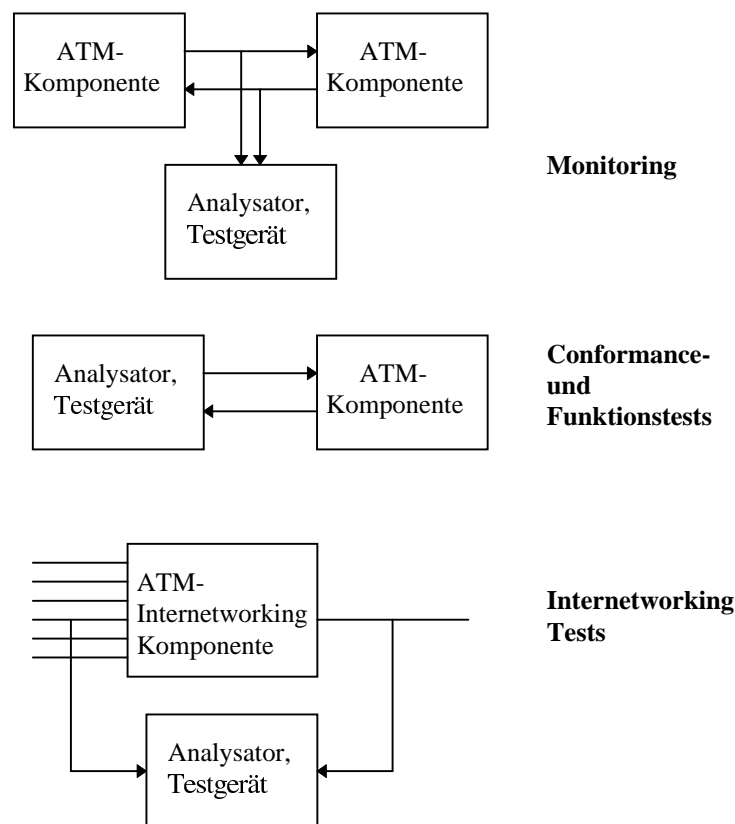 ATM-
Komponente
ATM-
Komponente
Analysator,
Testgerät
Monitoring
Analysator,
Testgerät
ATM-
Komponente
Conformance-
und
Funktionstests
ATM-
Internetworking
Komponente
Internetworking
Tests
Analysator,
Testgerät